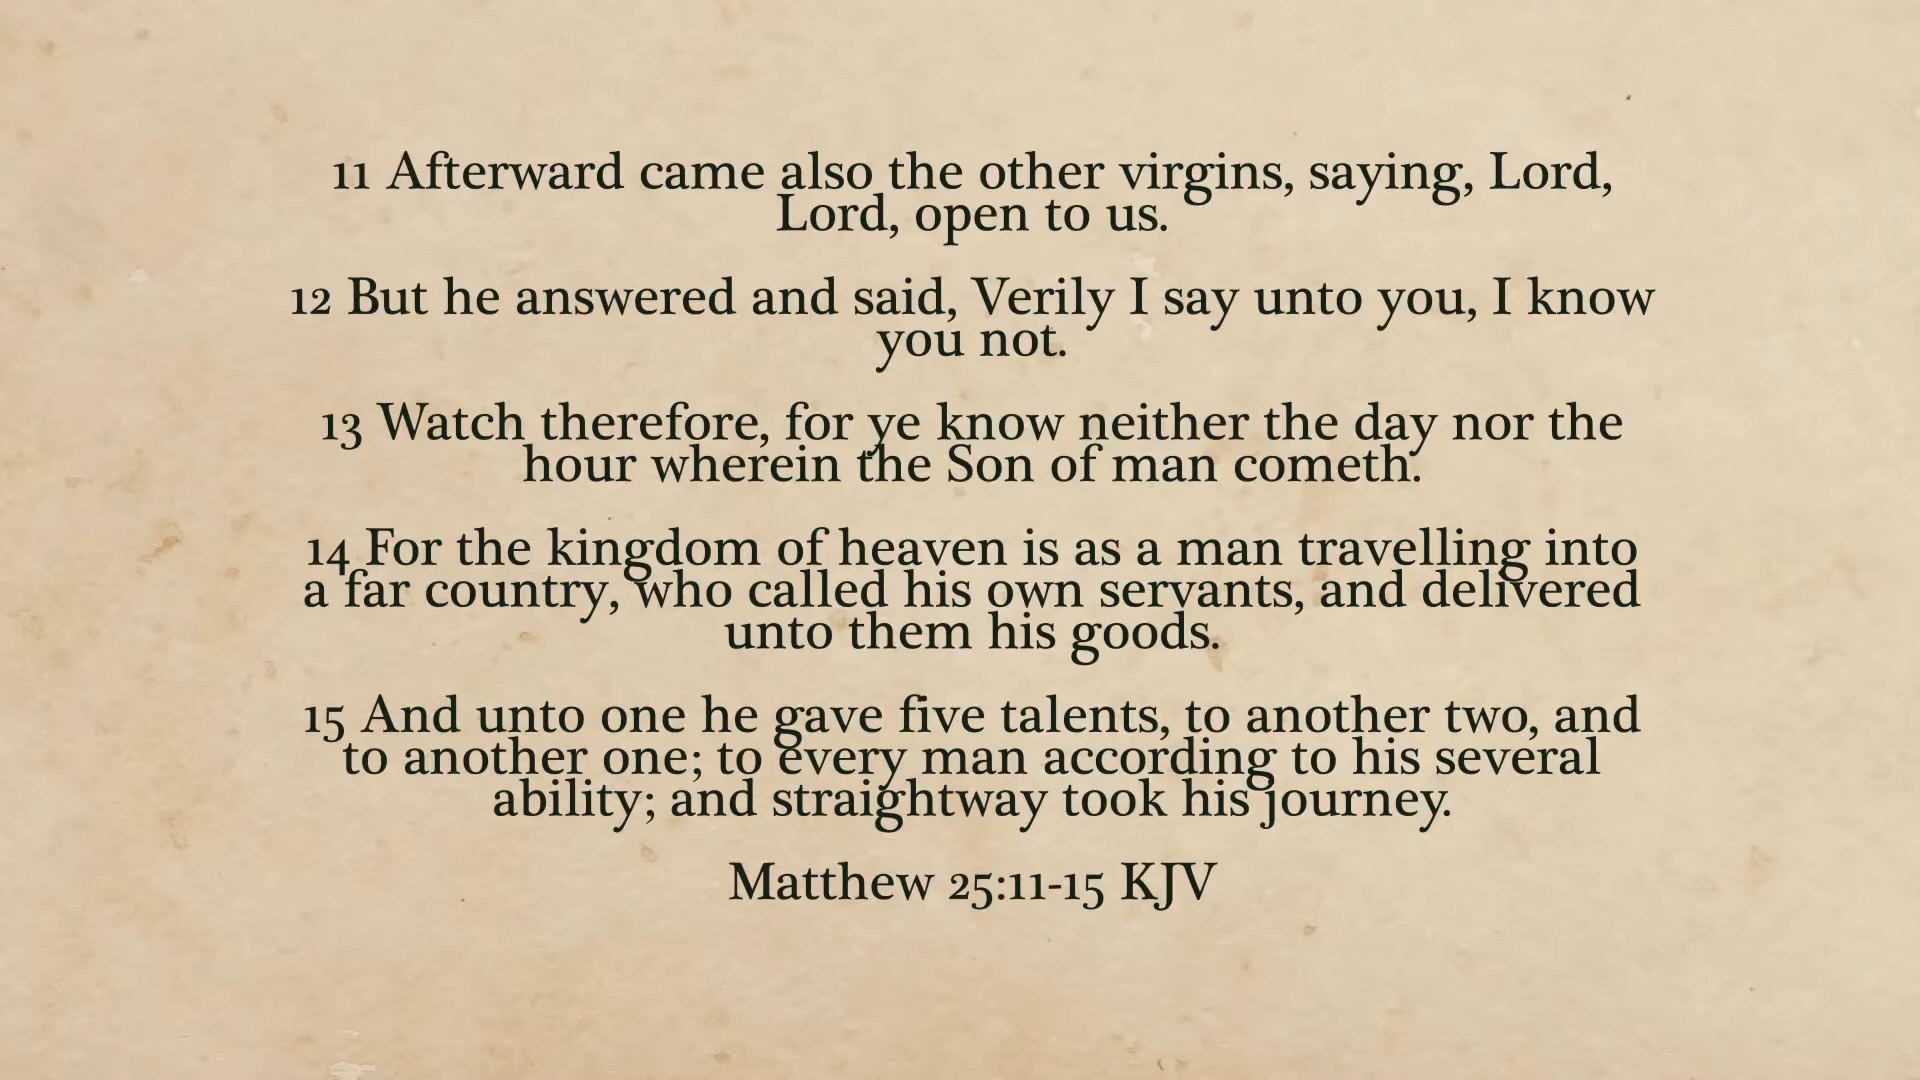 11 Afterward came also the other virgins, saying, Lord,
Lord, open to us.
12 But he answered and said, Verily I say unto you, I know
you not.
13 Watch therefore, for ye know neither the day nor the
hour wherein the Son of man cometh.
14 For the kingdom of heaven is as a man travelling into
a far country, who called his own servants, and delivered
unto them his goods.
15 And unto one he gave five talents, to another two, and
to another one; to every man according to his several
ability; and straightway took his journey.
Matthew 25:11-15 KJV